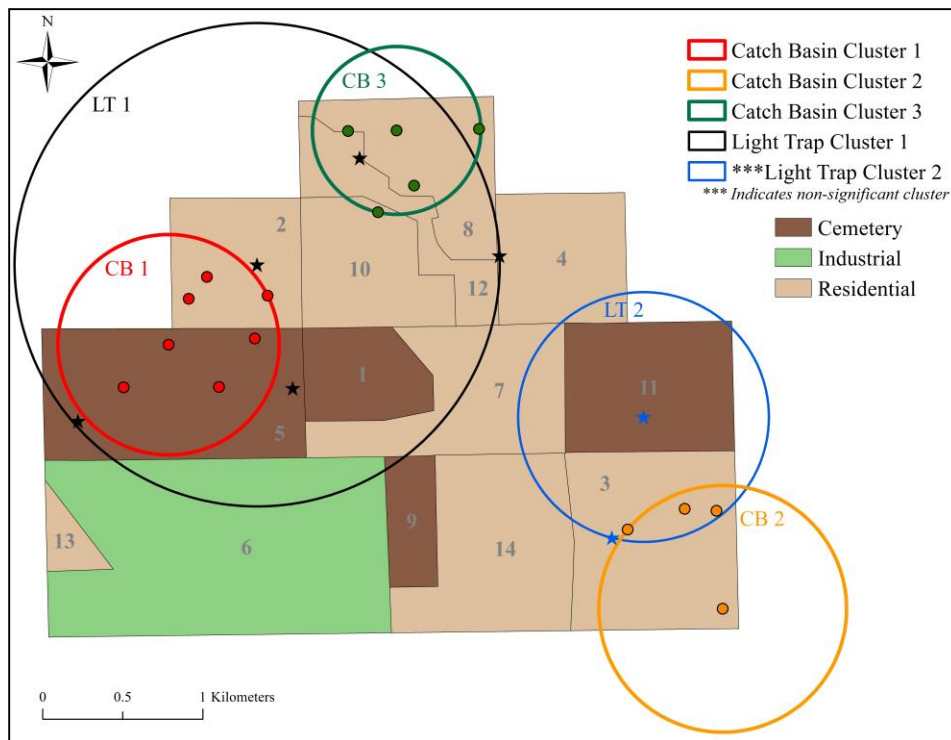 N
LT 1
CB 3
Catch Basin Cluster 1
Catch Basin Cluster 2
Catch Basin Cluster 3
Light Trap Cluster 1
***Light Trap Cluster 2
*** Indicates non-significant cluster
Cemetery
Industrial
Residential
2
8
CB 1
10
4
12
LT 2
1
7
11
5
3
9
CB 2
13
6
14
0 0.5 1 Kilometers